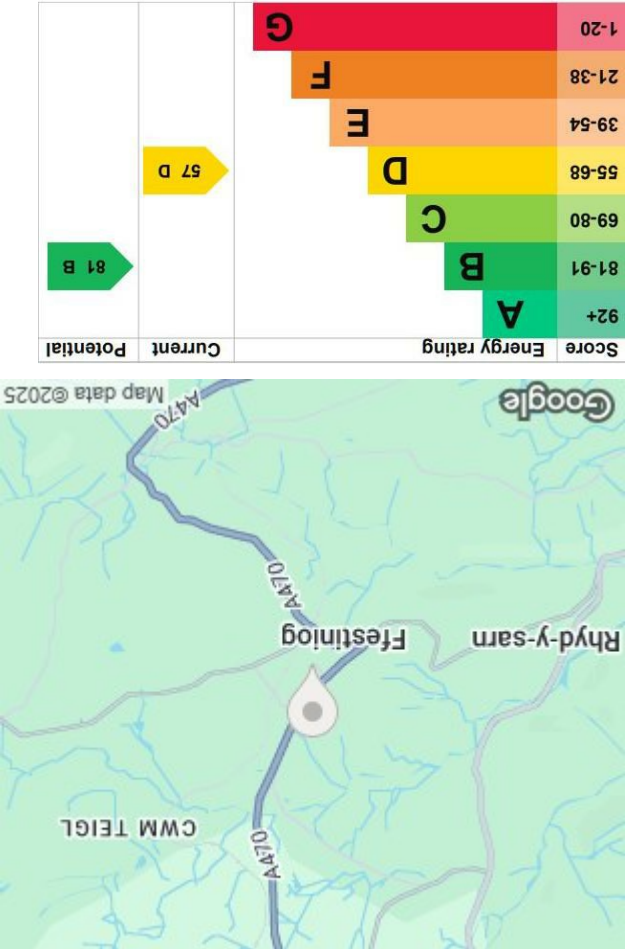 A470
CWM TEIGL
Rhyd-y-sarn Ffestiniog
A470
A470
Google Map data ©2025
Score Energy rating Current Potential
92+ A
81-91 B 81 B
69-80 C
55-68 D 57 D
39-54 E
21-38 F
1-20 G